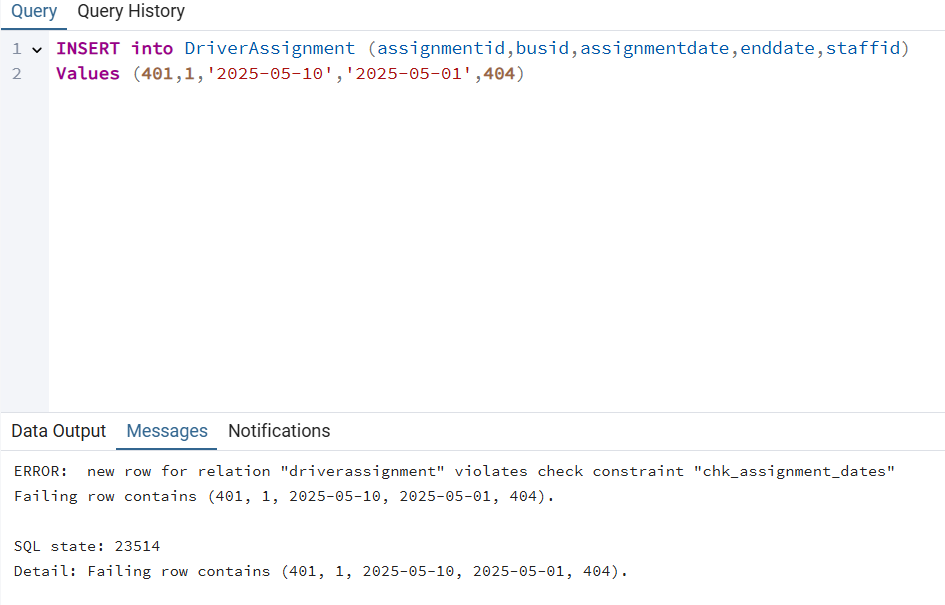 Query Query History
1 INSERT into DriverAssignment (assignmentid,busid,assignmentdate,enddate,staffid)
2 Values (401,1,'2025-05-10','2025-05-01',404)
Data Output Messages Notifications
ERROR:  new row for relation "driverassignment" violates check constraint "chk_assignment_dates"
Failing row contains (401, 1, 2025-05-10, 2025-05-01, 404).
SQL state: 23514
Detail: Failing row contains (401, 1, 2025-05-10, 2025-05-01, 404).